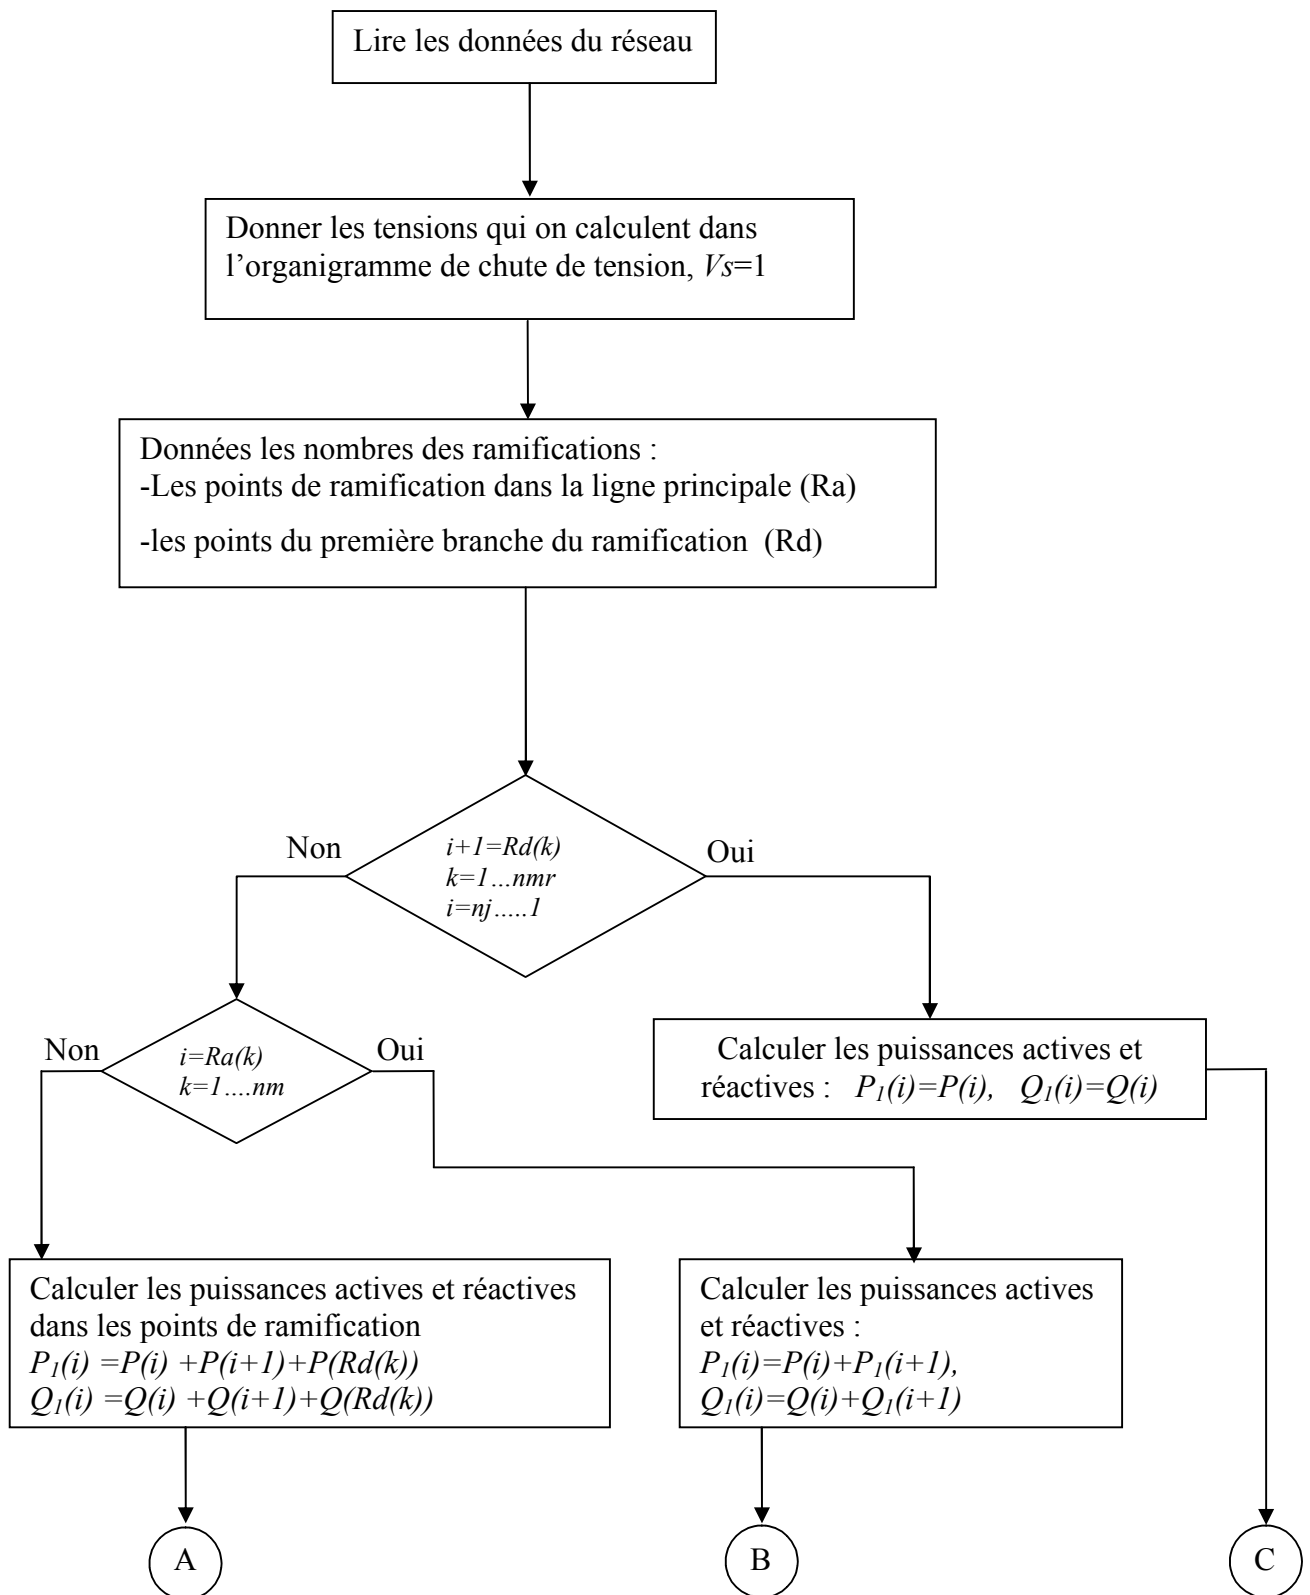 Lire les données du réseau
Donner les tensions qui on calculent dans
l’organigramme de chute de tension, Vs=1
Données les nombres des ramifications :
-Les points de ramification dans la ligne principale (Ra)
-les points du première branche du ramification (Rd)
Non
i+1=Rd(k)
k=1...nmr
i=nj.....1
Oui
Non
i=Ra(k)
k=1....nm
Oui
Calculer les puissances actives et
réactives : P₁(i)=P(i), Q₁(i)=Q(i)
Calculer les puissances actives et réactives
dans les points de ramification
P₁(i) =P(i) +P(i+1)+P(Rd(k))
Q₁(i) =Q(i) +Q(i+1)+Q(Rd(k))
Calculer les puissances actives
et réactives :
P₁(i)=P(i)+P₁(i+1),
Q₁(i)=Q(i)+Q₁(i+1)
A
B
C